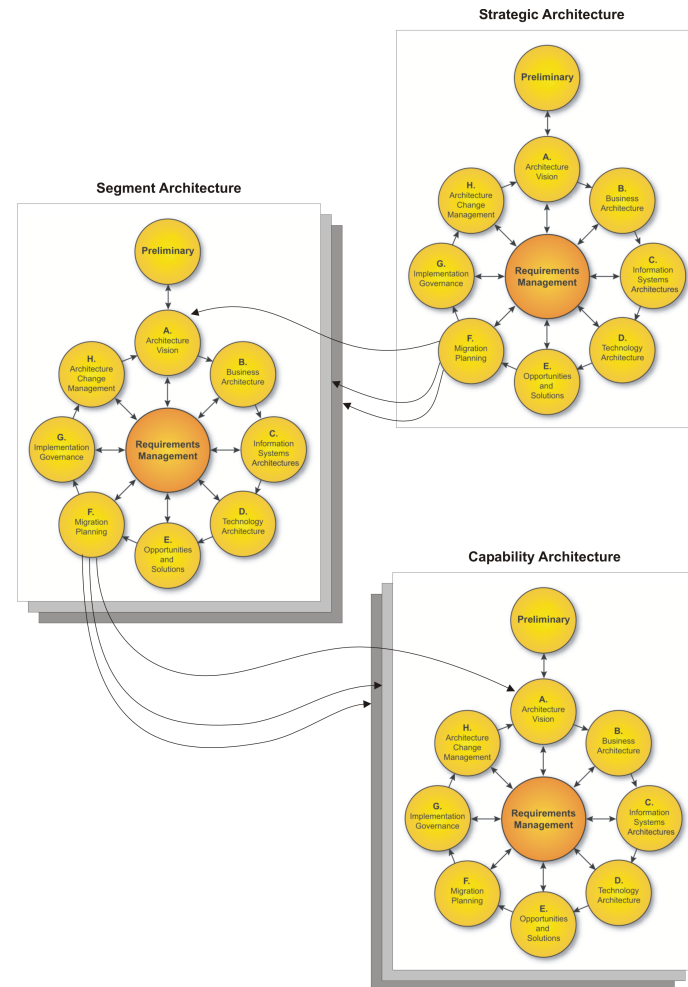 Strategic Architecture
Preliminary
A.
Architecture
Vision
B.
Business
Architecture
C.
Information
Systems
Architectures
D.
Technology
Architecture
E.
Opportunities
and
Solutions
F.
Migration
Planning
G.
Implementation
Governance
H.
Architecture
Change
Management
Requirements
Management
Segment Architecture
Preliminary
A.
Architecture
Vision
B.
Business
Architecture
C.
Information
Systems
Architectures
D.
Technology
Architecture
E.
Opportunities
and
Solutions
F.
Migration
Planning
G.
Implementation
Governance
H.
Architecture
Change
Management
Requirements
Management
Capability Architecture
Preliminary
A.
Architecture
Vision
B.
Business
Architecture
C.
Information
Systems
Architectures
D.
Technology
Architecture
E.
Opportunities
and
Solutions
F.
Migration
Planning
G.
Implementation
Governance
H.
Architecture
Change
Management
Requirements
Management